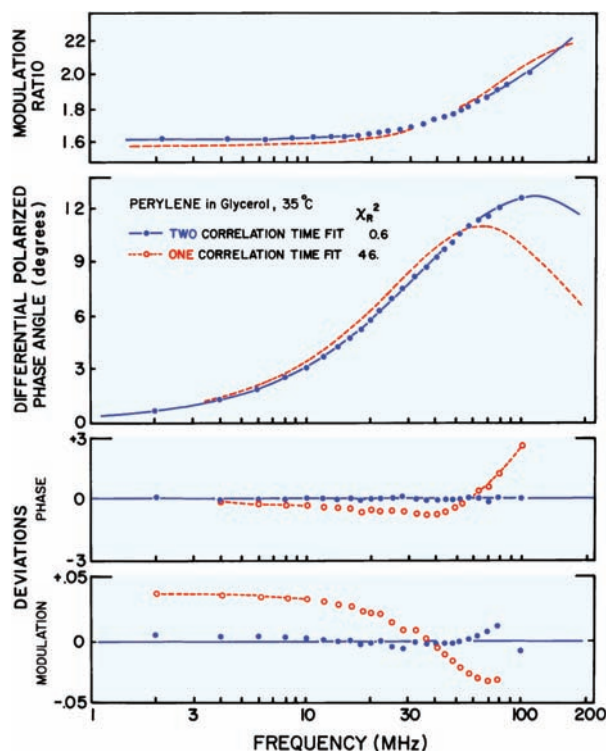 MODULATION
RATIO
22
2.0
1.8
1.6
DIFFERENTIAL POLARIZED
PHASE ANGLE (degrees)
12
9
6
3
0
PERYLENE in Glycerol, 35°C
χR²
TWO CORRELATION TIME FIT 0.6
ONE CORRELATION TIME FIT 46.
DEVIATIONS
PHASE
+3
0
-3
MODULATION
+.05
0
-.05
1 3 10 30 100 200
FREQUENCY (MHz)